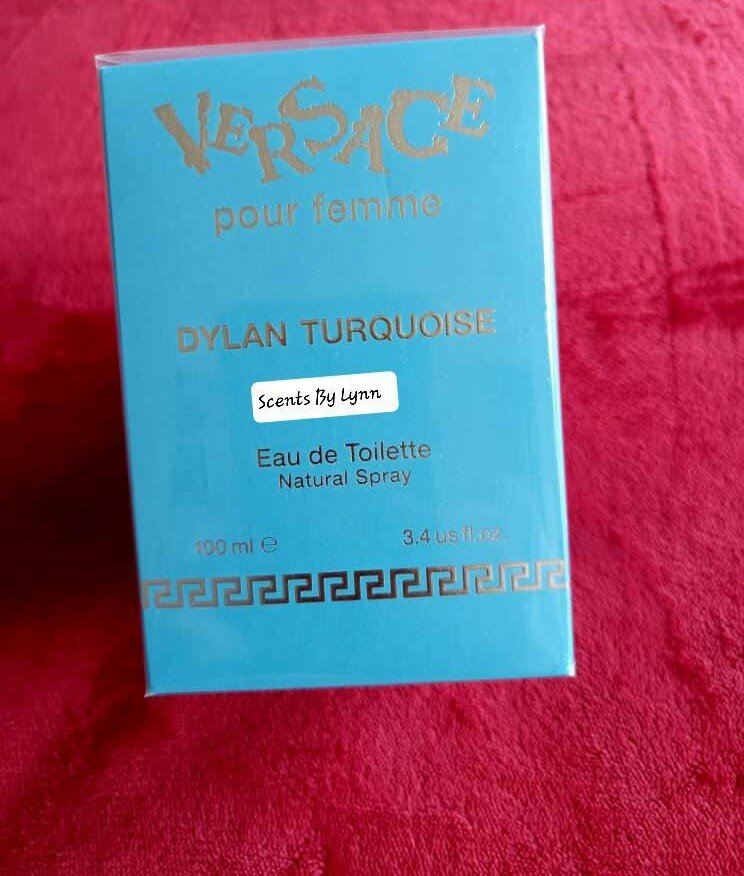 VERSACE
pour femme
DYLAN TURQUOISE
Scents By Lynn
Eau de Toilette
Natural Spray
100 ml ℮ 3.4 us fl.oz.